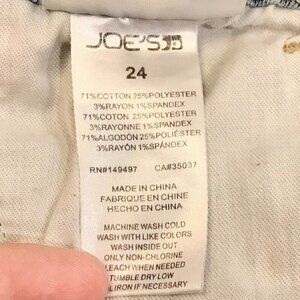 JOE'S
24
71%COTTON 25%POLYESTER
3%RAYON 1%SPANDEX
71%COTTON 25%POLYESTER
3%RAYONNE 1%SPANDEX
71%ALGODÓN 25%POLIÉSTER
3%RAYÓN 1%SPÁNDEX
RN#149497 CA#35037
MADE IN CHINA
FABRIQUE EN CHINE
HECHO EN CHINA
MACHINE WASH COLD
WASH WITH LIKE COLORS
WASH INSIDE OUT
ONLY NON-CHLORINE
LEACH WHEN NEEDED
TUMBLE DRY LOW
IRON IF NECESSARY